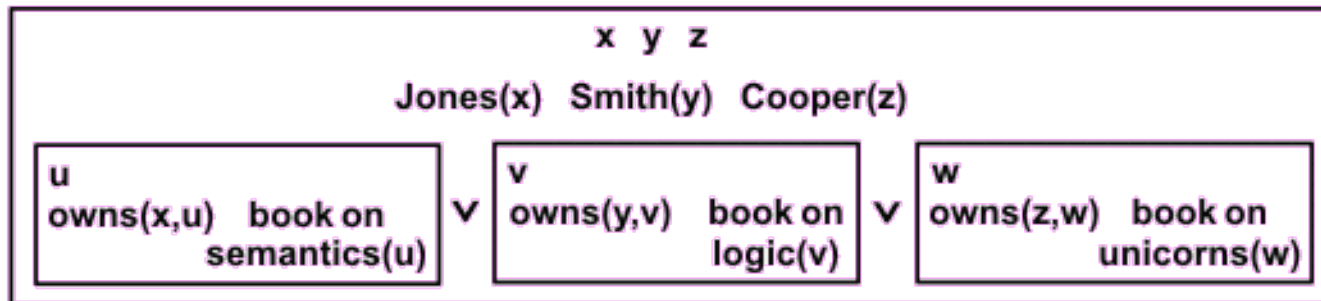 x y z
Jones(x) Smith(y) Cooper(z)
u
owns(x,u) book on
semantics(u)
∨
v
owns(y,v) book on
logic(v)
∨
w
owns(z,w) book on
unicorns(w)